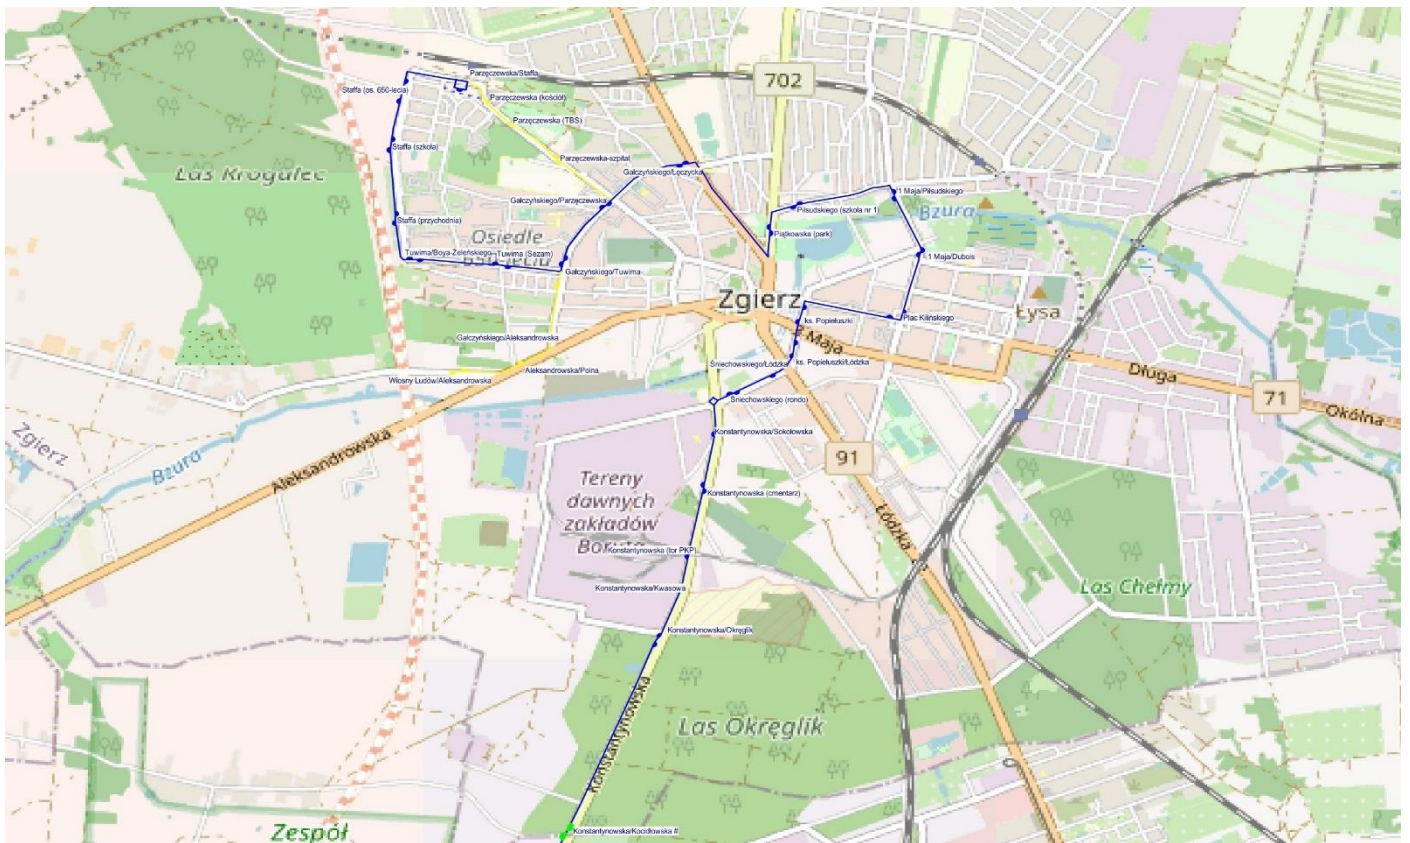 Parzęczewska/Staffa
702
Staffa (os. 650-lecia)
Parzęczewska (kościół)
Parzęczewska (TBS)
Staffa (szkoła)
Parzęczewska-szpital
Las Krogulec
Gałczyńskiego/Łęczycka
1 Maja/Piłsudskiego
Gałczyńskiego/Parzęczewska
Piłsudskiego (szkoła nr 1)
Bzura
Staffa (przychodnia)
Osiedle
Piątkowska (park)
Tuwima/Boya-Żeleńskiego
Tuwima (Sezam)
1 Maja/Dubois
Gałczyńskiego/Tuwima
Zgierz
Łysa
ks. Popiełuszki
Plac Kilińskiego
Gałczyńskiego/Aleksandrowska
Maja
Śniechowskiego/Łódzka
ks. Popiełuszki/Łódzka
Aleksandrowska/Polna
Długa
Wiosny Ludów/Aleksandrowska
71
Okólna
Śniechowskiego (rondo)
Zgierz
Aleksandrowska
Konstantynowska/Sokołowska
Bzura
91
Tereny
dawnych
zakładów
Boruta
Konstantynowska (cmentarz)
Łódzka
Konstantynowska (tor PKP)
Konstantynowska/Kwasowa
Las Chełmy
Konstantynowska/Okręglik
Konstantynowska
Las Okręglik
Zespół
Konstantynowska/Kociołowska #